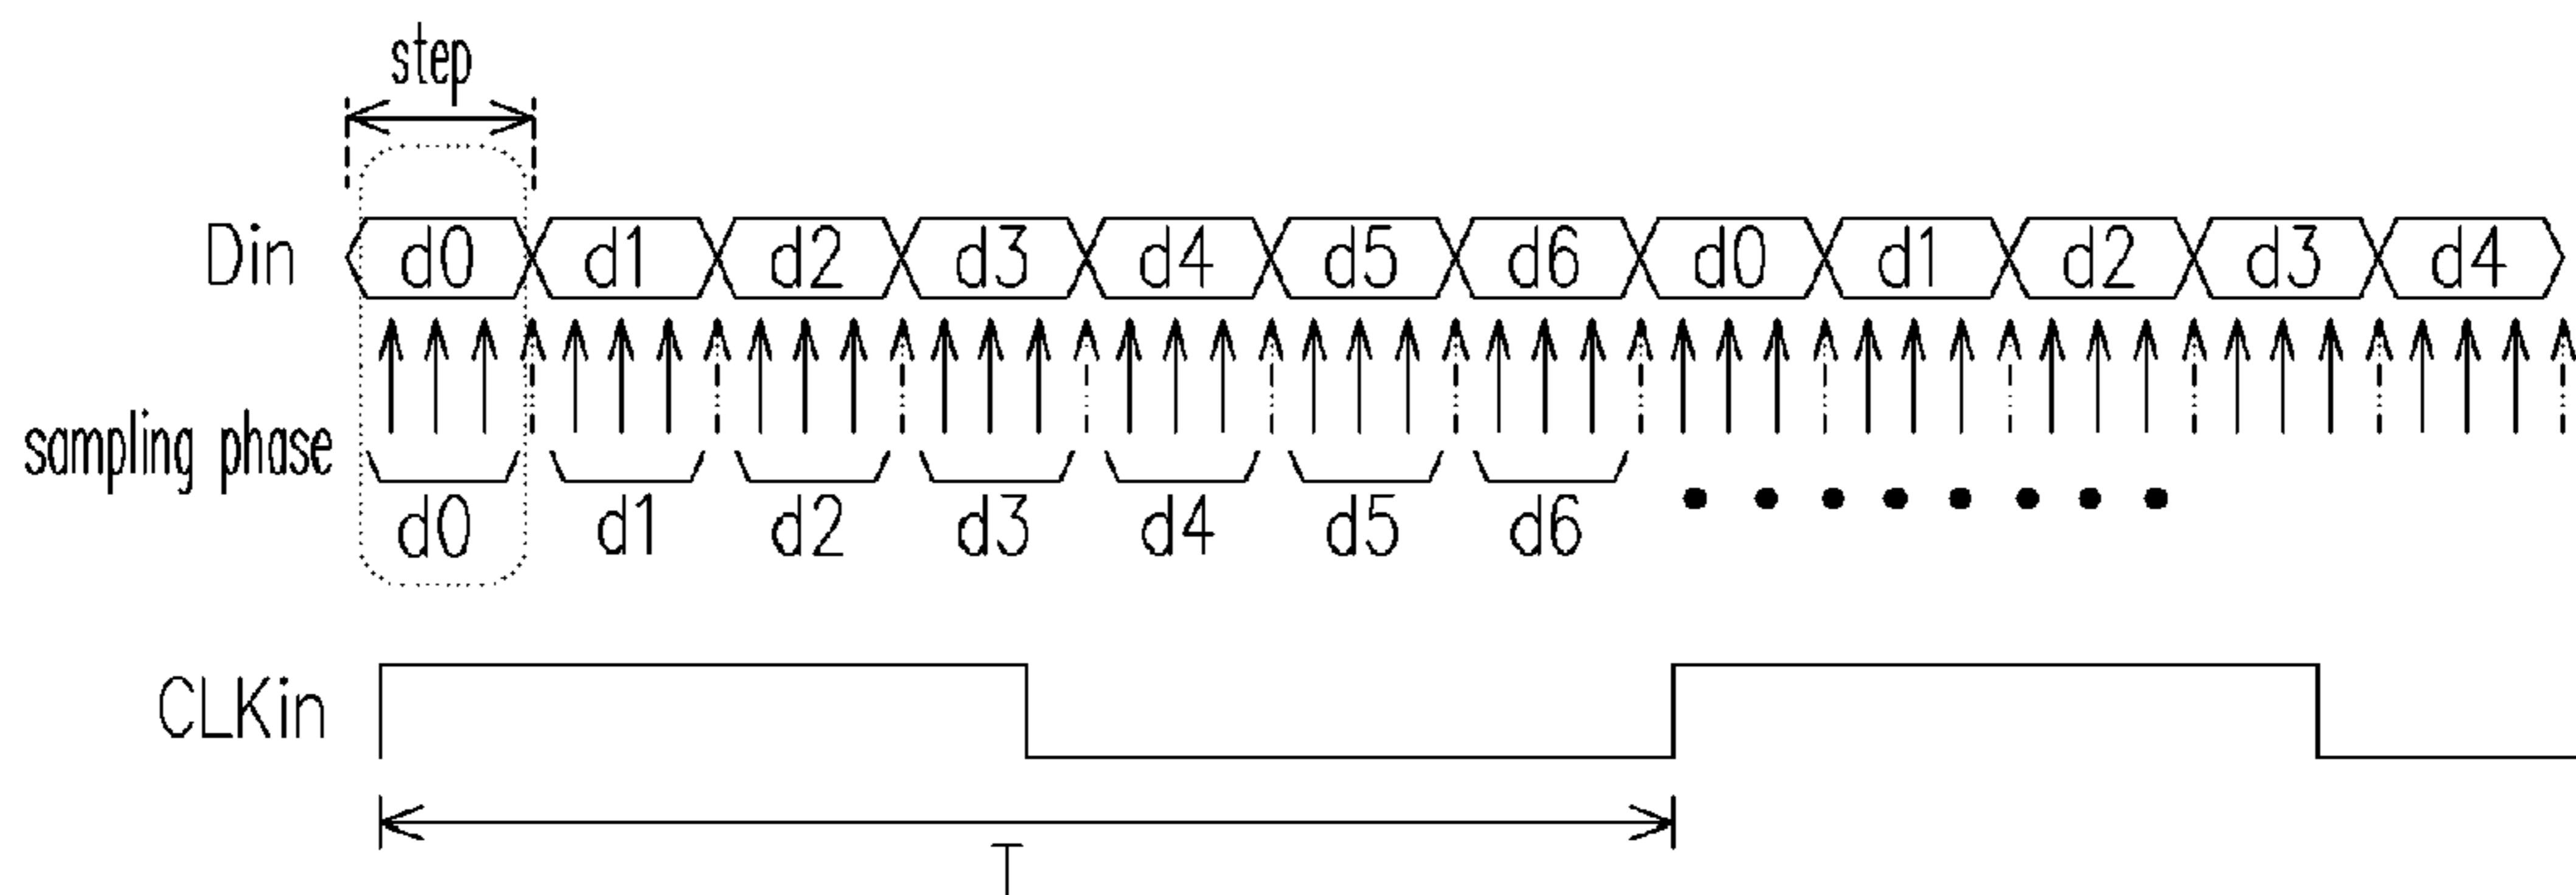 step
Din d0 d1 d2 d3 d4 d5 d6 d0 d1 d2 d3 d4
sampling phase
d0 d1 d2 d3 d4 d5 d6
CLKin
T